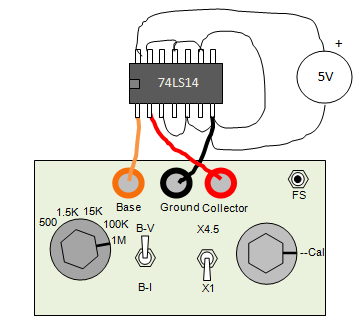 +
74LS14
5V
Base Ground Collector
FS
500 1.5K 15K 100K 1M
B-V
B-I
X4.5
X1
--Cal